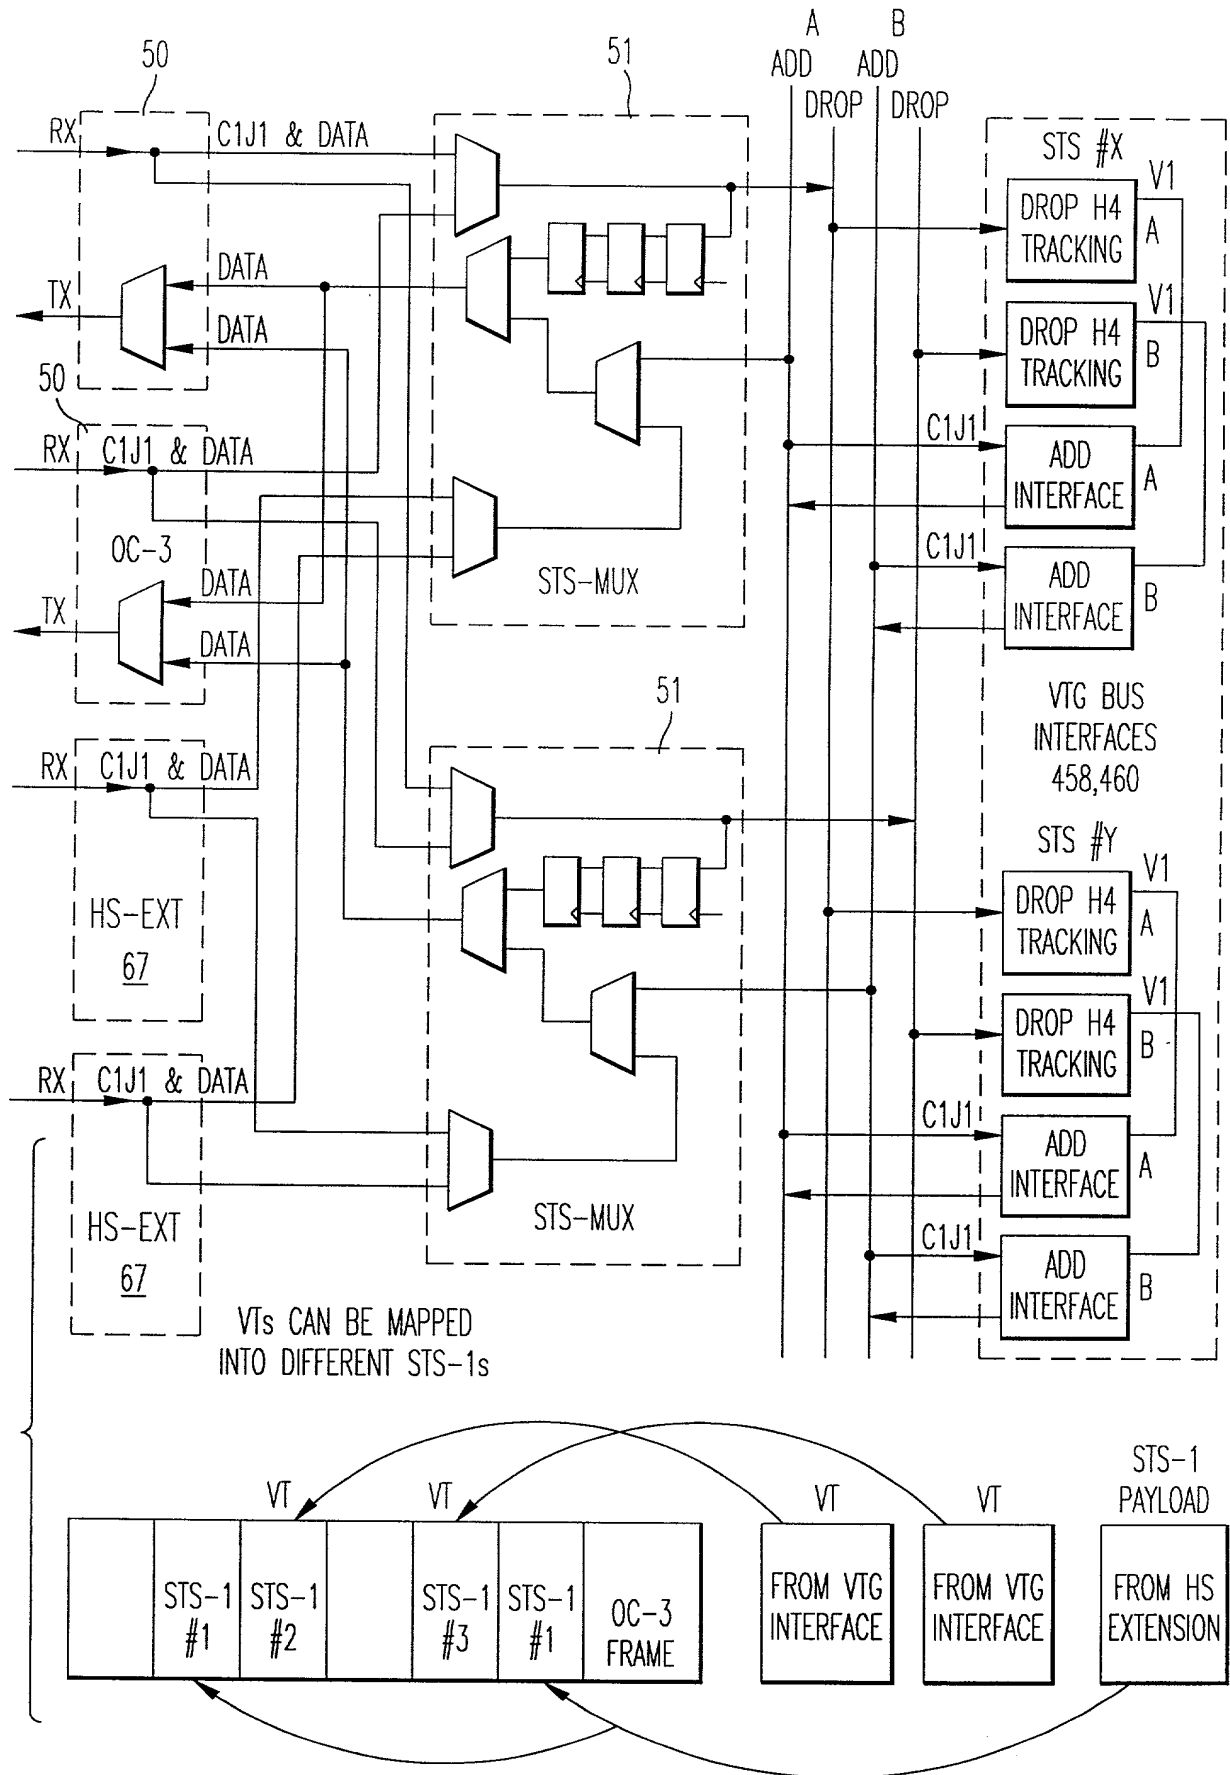 A B
ADD ADD
DROP DROP
50
51
RX
C1J1 & DATA
DATA
TX
DATA
50
RX
C1J1 & DATA
OC-3
DATA
TX
DATA
STS-MUX
RX
C1J1 & DATA
HS-EXT
67
51
RX
C1J1 & DATA
HS-EXT
67
STS-MUX
STS #X
V1
DROP H4
TRACKING
A
V1
DROP H4
TRACKING
B
C1J1
ADD
INTERFACE
A
C1J1
ADD
INTERFACE
B
VTG BUS
INTERFACES
458,460
STS #Y
V1
DROP H4
TRACKING
A
V1
DROP H4
TRACKING
B
C1J1
ADD
INTERFACE
A
C1J1
ADD
INTERFACE
B
VTs CAN BE MAPPED
INTO DIFFERENT STS-1s
VT
VT
VT
VT
STS-1
PAYLOAD
STS-1
#1
STS-1
#2
STS-1
#3
STS-1
#1
OC-3
FRAME
FROM VTG
INTERFACE
FROM VTG
INTERFACE
FROM HS
EXTENSION